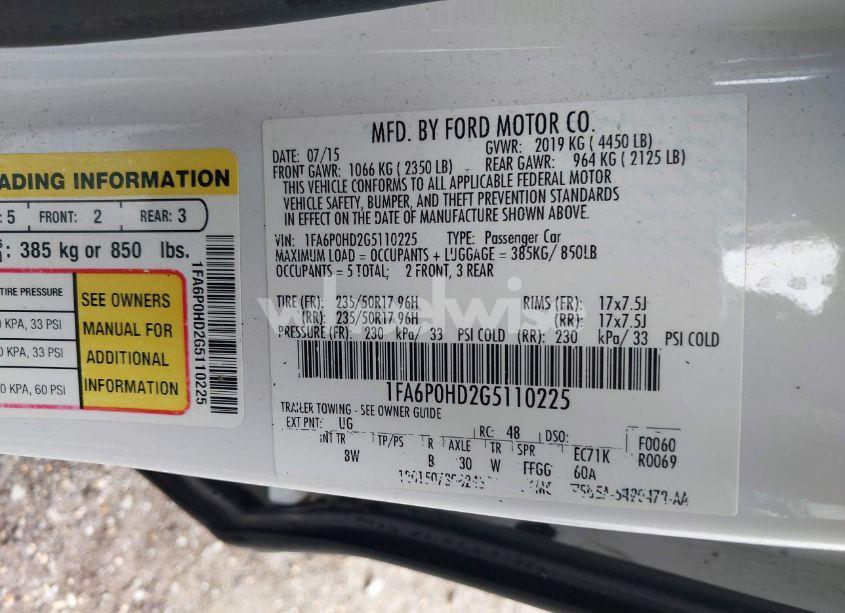 ADING INFORMATION
: 5 FRONT: 2 REAR: 3
: 385 kg or 850 lbs.
TIRE PRESSURE
0 KPA, 33 PSI
0 KPA, 33 PSI
0 KPA, 60 PSI
SEE OWNERS
MANUAL FOR
ADDITIONAL
INFORMATION
1FA6P0HD2G5110225
MFD. BY FORD MOTOR CO.
DATE: 07/15 GVWR: 2019 KG ( 4450 LB)
FRONT GAWR: 1066 KG ( 2350 LB) REAR GAWR: 964 KG ( 2125 LB)
THIS VEHICLE CONFORMS TO ALL APPLICABLE FEDERAL MOTOR
VEHICLE SAFETY, BUMPER, AND THEFT PREVENTION STANDARDS
IN EFFECT ON THE DATE OF MANUFACTURE SHOWN ABOVE.
VIN: 1FA6P0HD2G5110225 TYPE: Passenger Car
MAXIMUM LOAD = OCCUPANTS + LUGGAGE = 385KG/ 850LB
OCCUPANTS = 5 TOTAL; 2 FRONT, 3 REAR
TIRE (FR): 235/50R17 96H RIMS (FR): 17x7.5J
(RR): 235/50R17 96H (RR): 17x7.5J
PRESSURE (FR): 230 kPa/ 33 PSI COLD (RR): 230 kPa/ 33 PSI COLD
wheelwise
1FA6P0HD2G5110225
TRAILER TOWING - SEE OWNER GUIDE
EXT PNT: UG RC: 48 DSO: F0060
INT TR TP/PS R AXLE TR SPR EC71K R0069
8W B 30 W FFGG 60A